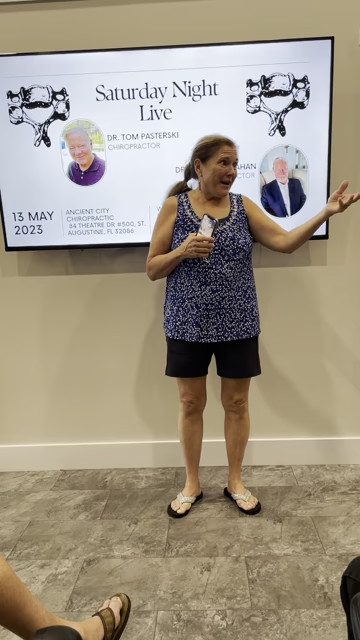 Saturday Night
Live
DR. TOM PASTERSKI
CHIROPRACTOR
13 MAY
2023
ANCIENT CITY
CHIROPRACTIC
84 THEATRE DR #500, ST.
AUGUSTINE, FL 32086